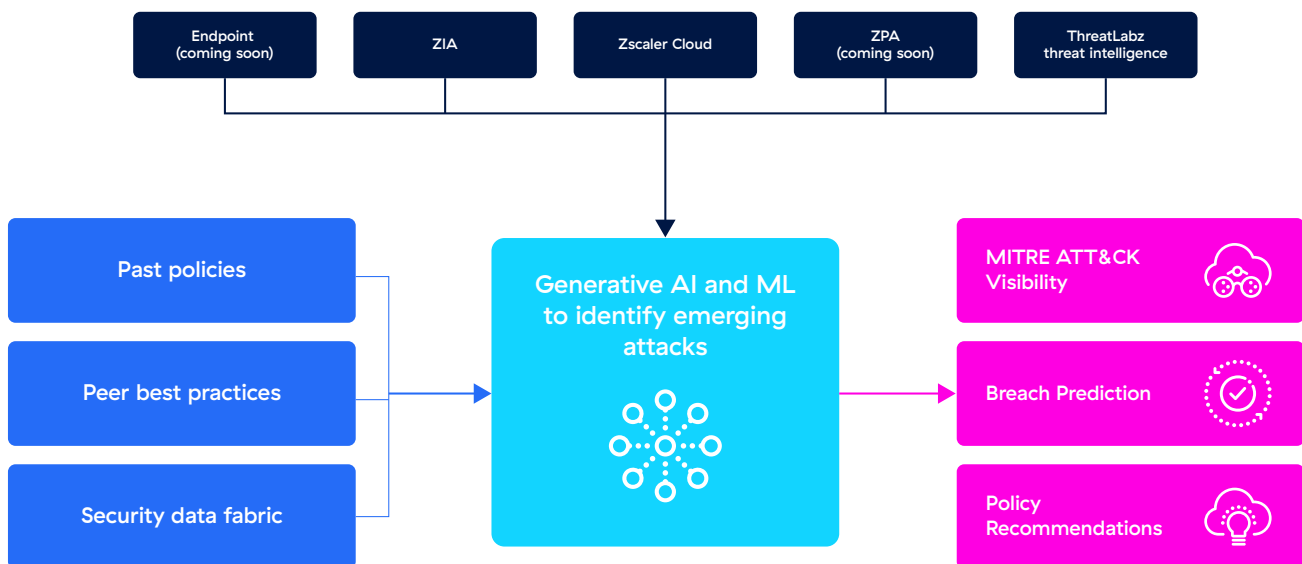 Endpoint
(coming soon)
ZIA
Zscaler Cloud
ZPA
(coming soon)
ThreatLabz
threat intelligence
Past policies
Peer best practices
Security data fabric
Generative AI and ML
to identify emerging
attacks
MITRE ATT&CK
Visibility
Breach Prediction
Policy
Recommendations